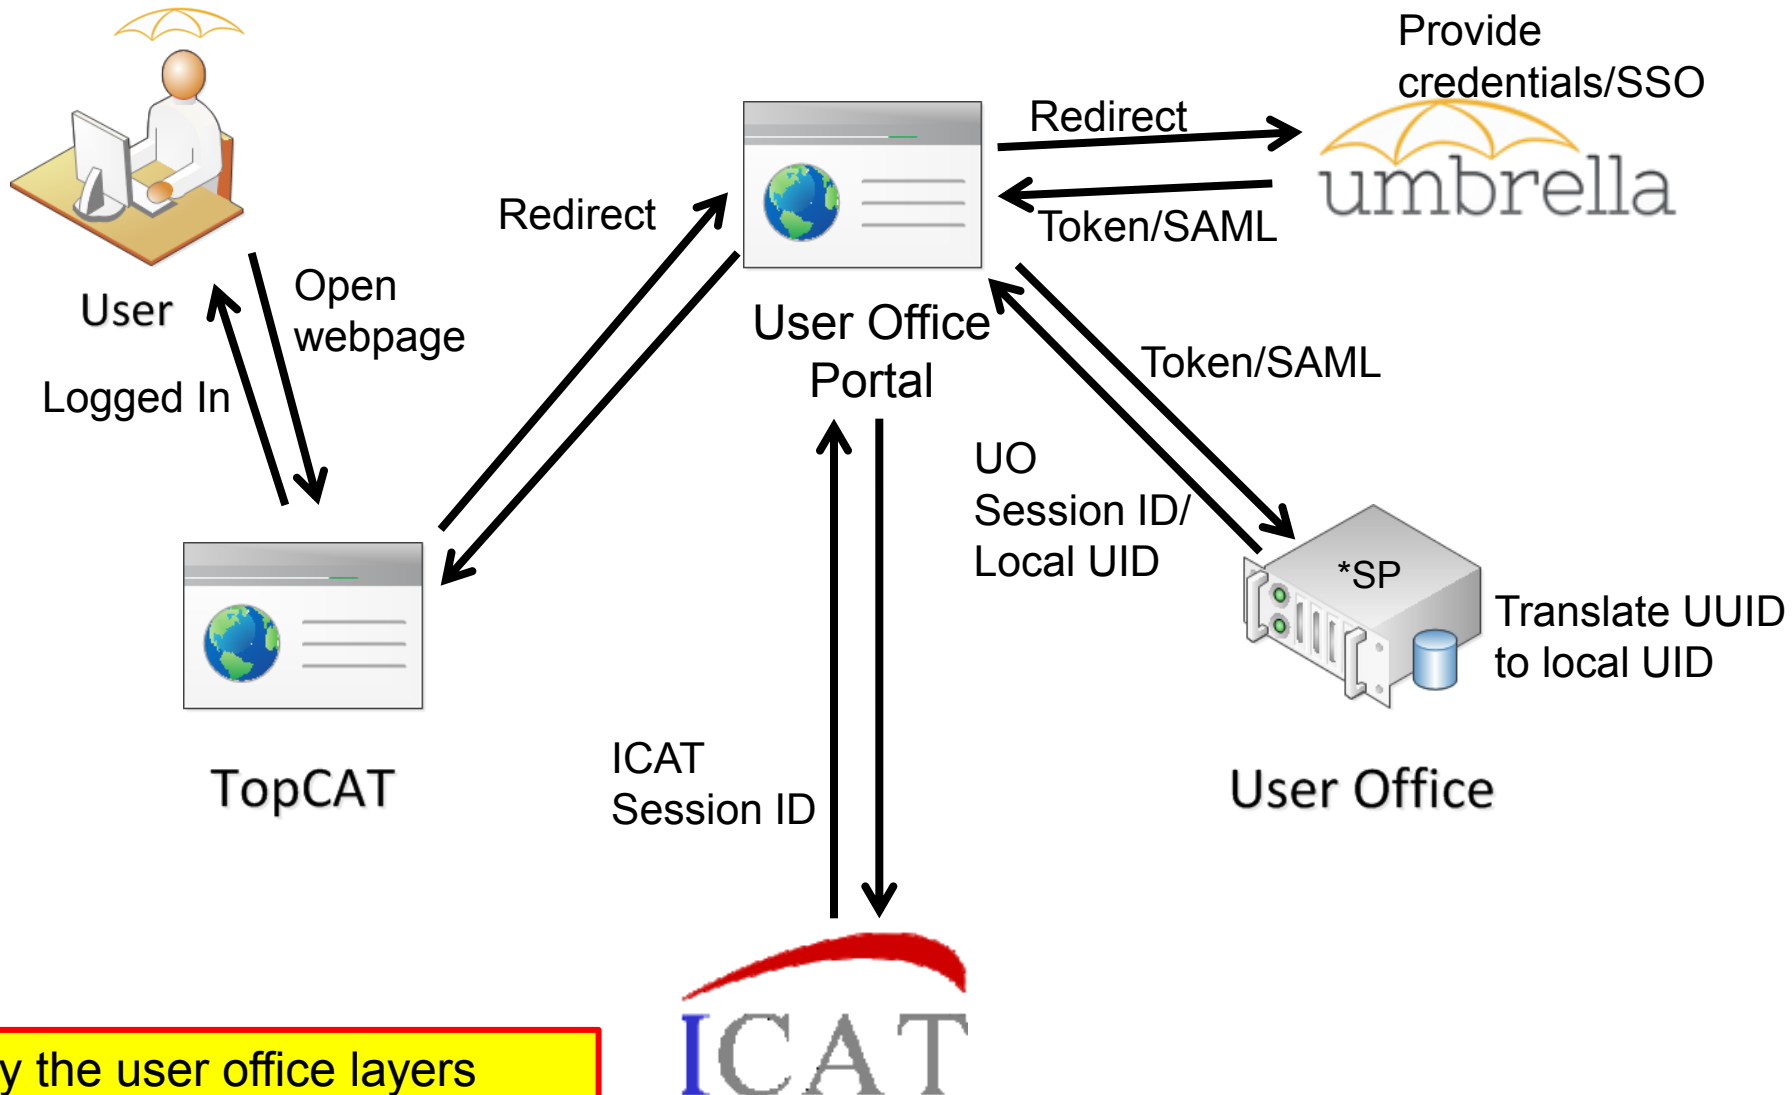 Provide
credentials/SSO
Redirect
umbrella
Redirect
Token/SAML
User
Open
webpage
User Office
Portal
Token/SAML
Logged In
UO
Session ID/
Local UID
*SP
Translate UUID
to local UID
ICAT
Session ID
TopCAT
User Office
ICAT
y the user office layers